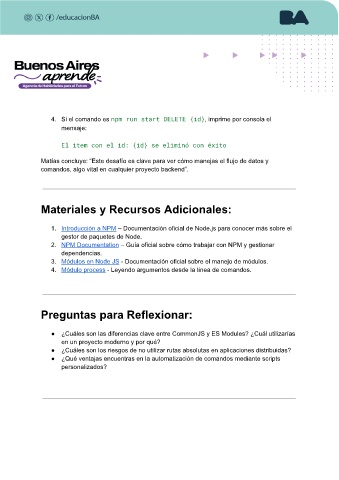 /educacionBA
BA
Buenos Aires
aprende
Agencia de Habilidades para el Futuro
4. Si el comando es npm run start DELETE {id}, imprime por consola el
mensaje:
El item con el id: {id} se eliminó con éxito
Matías concluye: "Este desafío es clave para ver cómo manejas el flujo de datos y
comandos, algo vital en cualquier proyecto backend".
Materiales y Recursos Adicionales:
1. Introducción a NPM – Documentación oficial de Node.js para conocer más sobre el
gestor de paquetes de Node.
2. NPM Documentation – Guía oficial sobre cómo trabajar con NPM y gestionar
dependencias.
3. Módulos en Node JS - Documentación oficial sobre el manejo de módulos.
4. Módulo process - Leyendo argumentos desde la línea de comandos.
Preguntas para Reflexionar:
● ¿Cuáles son las diferencias clave entre CommonJS y ES Modules? ¿Cuál utilizarías
en un proyecto moderno y por qué?
● ¿Cuáles son los riesgos de no utilizar rutas absolutas en aplicaciones distribuidas?
● ¿Qué ventajas encuentras en la automatización de comandos mediante scripts
personalizados?